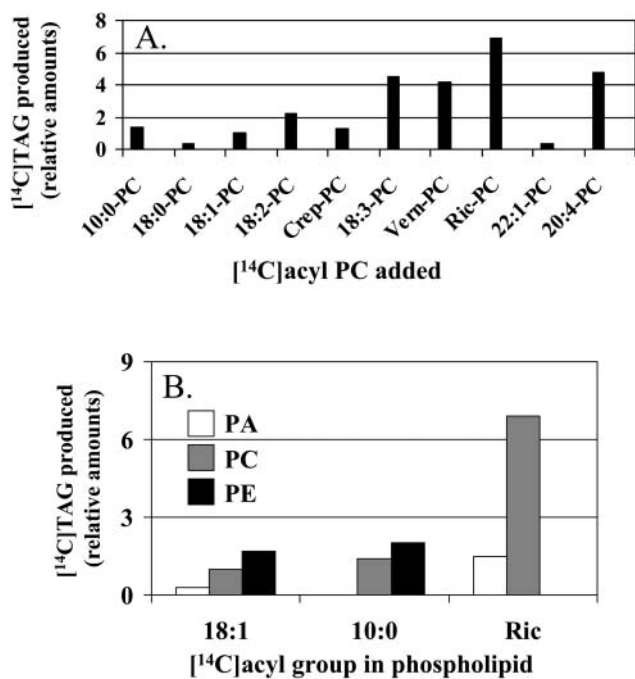 8
6
4
2
0
A.
[¹⁴C]TAG produced
(relative amounts)
10:0-PC
18:0-PC
18:1-PC
18:2-PC
Crep-PC
18:3-PC
Vern-PC
Ric-PC
22:1-PC
20:4-PC
[¹⁴C]acyl PC added
9
6
3
0
B.
PA
PC
PE
[¹⁴C]TAG produced
(relative amounts)
18:1 10:0 Ric
[¹⁴C]acyl group in phospholipid